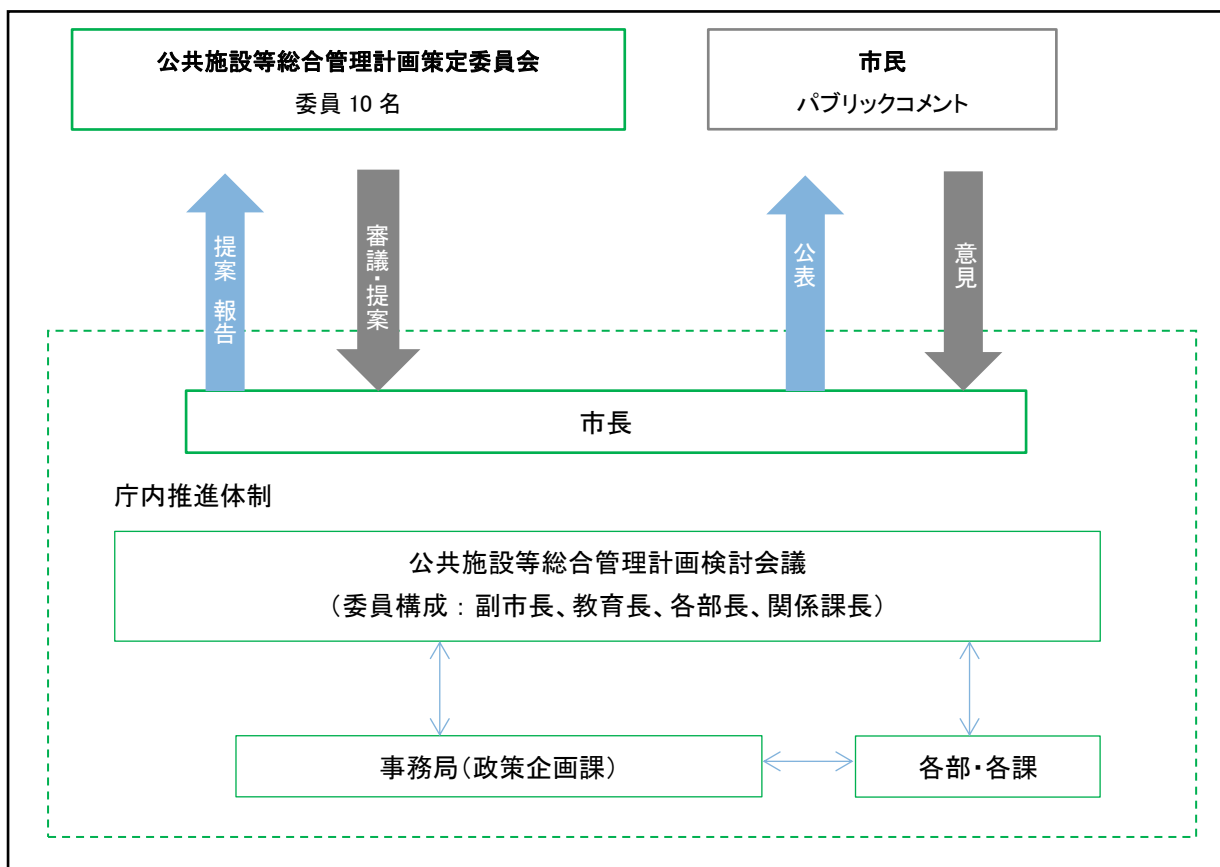 公共施設等総合管理計画策定委員会
委員 10 名
市民
パブリックコメント
提案 報告
審議・提案
公表
意見
市長
庁内推進体制
公共施設等総合管理計画検討会議
（委員構成：副市長、教育長、各部長、関係課長）
事務局（政策企画課）
各部・各課